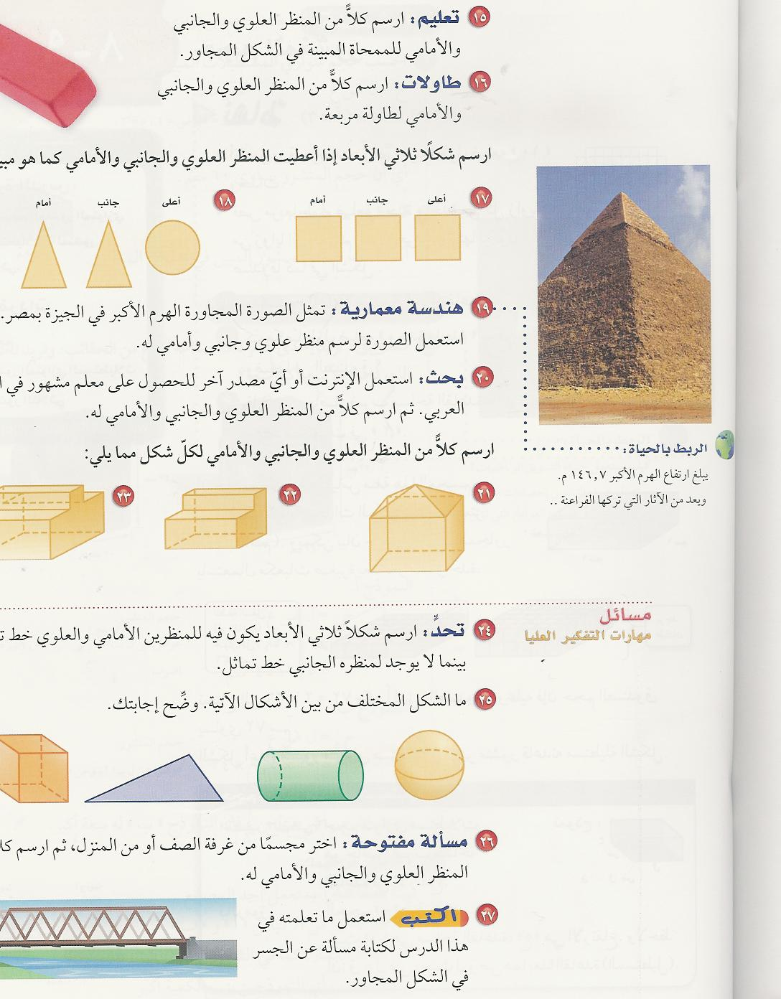 ١٥ تعليم: ارسم كلاًّ من المنظر العلوي والجانبي
والأمامي للممحاة المبينة في الشكل المجاور.
١٦ طاولات: ارسم كلاًّ من المنظر العلوي والجانبي
والأمامي لطاولة مربعة.
ارسم شكلًا ثلاثي الأبعاد إذا أعطيت المنظر العلوي والجانبي والأمامي كما هو
١٧ أعلى جانب أمام ١٨ أعلى جانب أمام
١٩ هندسة معمارية: تمثل الصورة المجاورة الهرم الأكبر في الجيزة بمصر.
استعمل الصورة لرسم منظر علوي وجانبي وأمامي له.
٢٠ بحث: استعمل الإنترنت أو أيّ مصدر آخر للحصول على معلم مشهور في
العربي. ثم ارسم كلاًّ من المنظر العلوي والجانبي والأمامي له.
الربط بالحياة:
يبلغ ارتفاع الهرم الأكبر ١٤٦,٧ م.
ويعد من الآثار التي تركها الفراعنة ..
ارسم كلاًّ من المنظر العلوي والجانبي والأمامي لكلّ شكل مما يلي:
٢١ ٢٢ ٢٣
مسائل
مهارات التفكير العليا
٢٤ تحدٍّ: ارسم شكلاً ثلاثي الأبعاد يكون فيه للمنظرين الأمامي والعلوي خط
بينما لا يوجد لمنظره الجانبي خط تماثل.
٢٥ ما الشكل المختلف من بين الأشكال الآتية. وضِّح إجابتك.
٢٦ مسألة مفتوحة: اختر مجسمًا من غرفة الصف أو من المنزل، ثم ارسم
المنظر العلوي والجانبي والأمامي له.
٢٧ اكتب استعمل ما تعلمته في
هذا الدرس لكتابة مسألة عن الجسر
في الشكل المجاور.